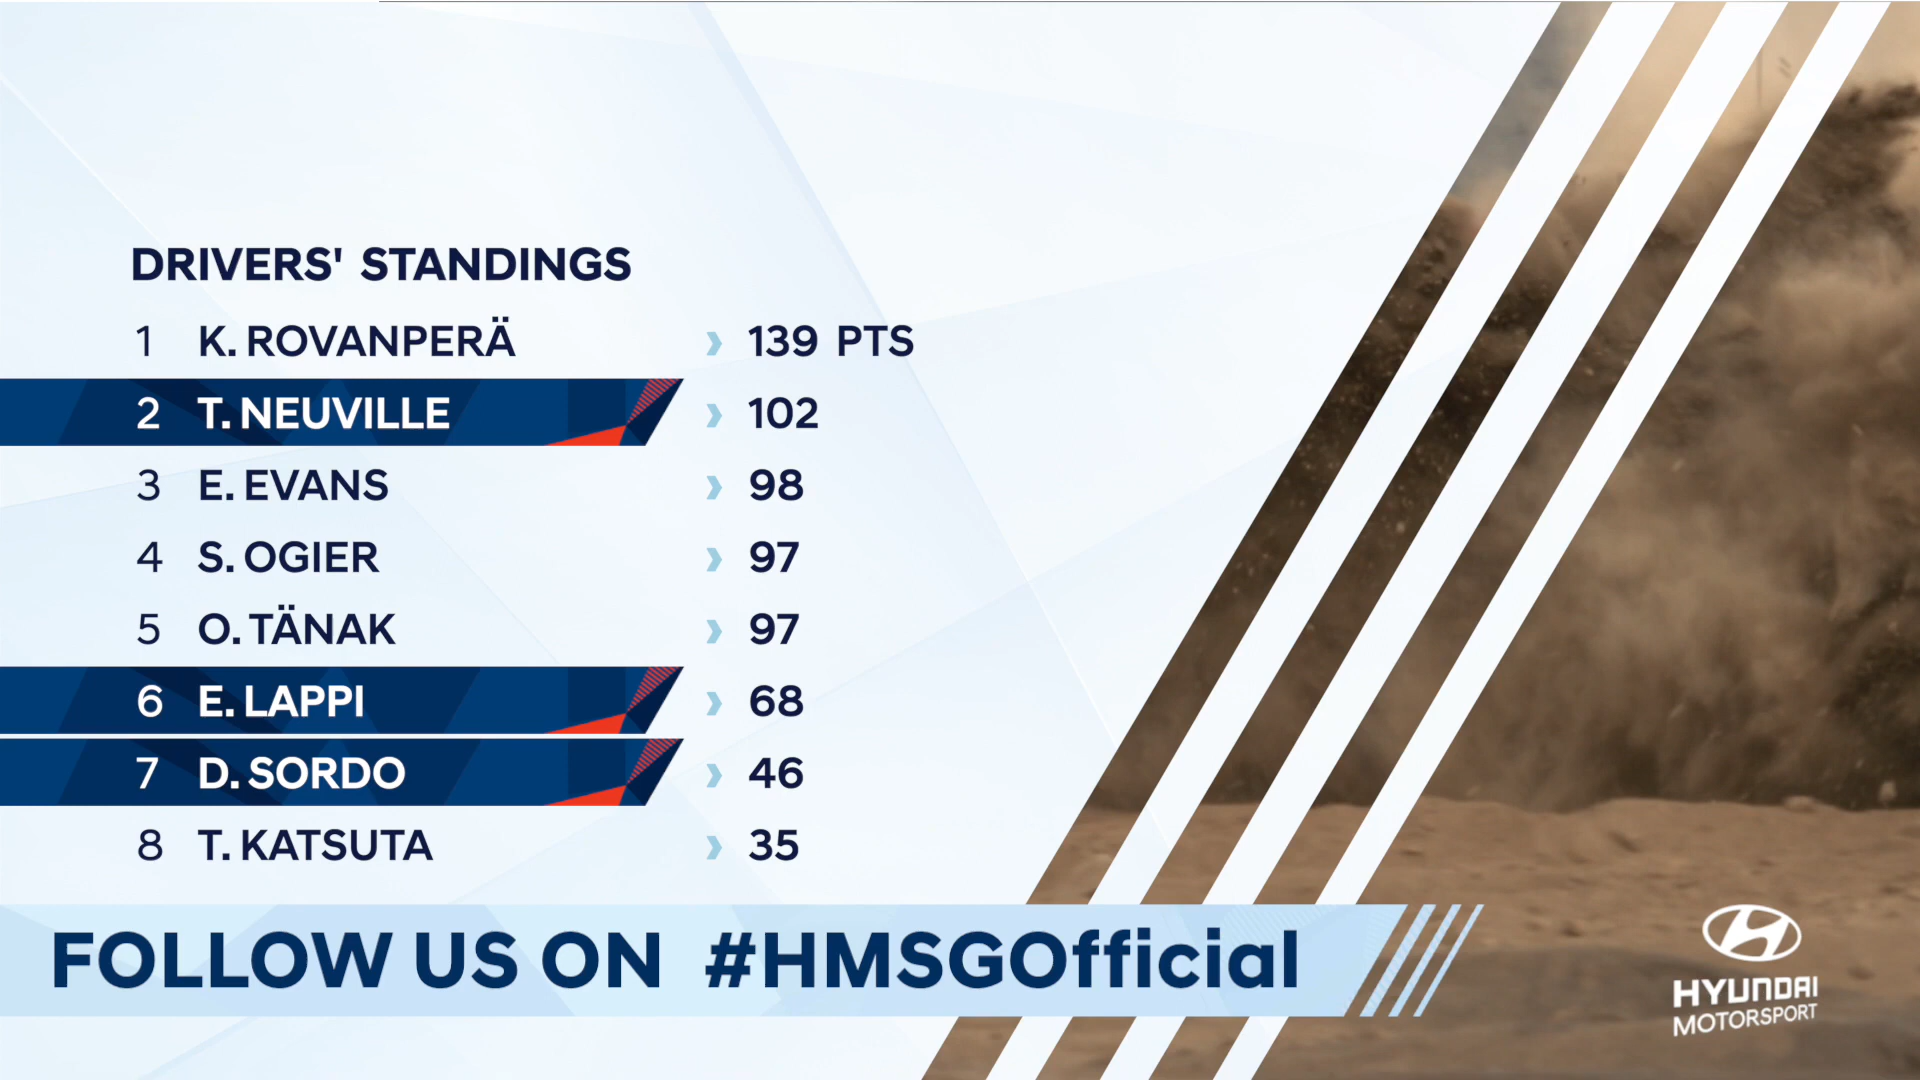 DRIVERS' STANDINGS
1 K. ROVANPERÄ › 139 PTS
2 T. NEUVILLE › 102
3 E. EVANS › 98
4 S. OGIER › 97
5 O. TÄNAK › 97
6 E. LAPPI › 68
7 D. SORDO › 46
8 T. KATSUTA › 35
FOLLOW US ON #HMSGOfficial
HYUNDAI
MOTORSPORT